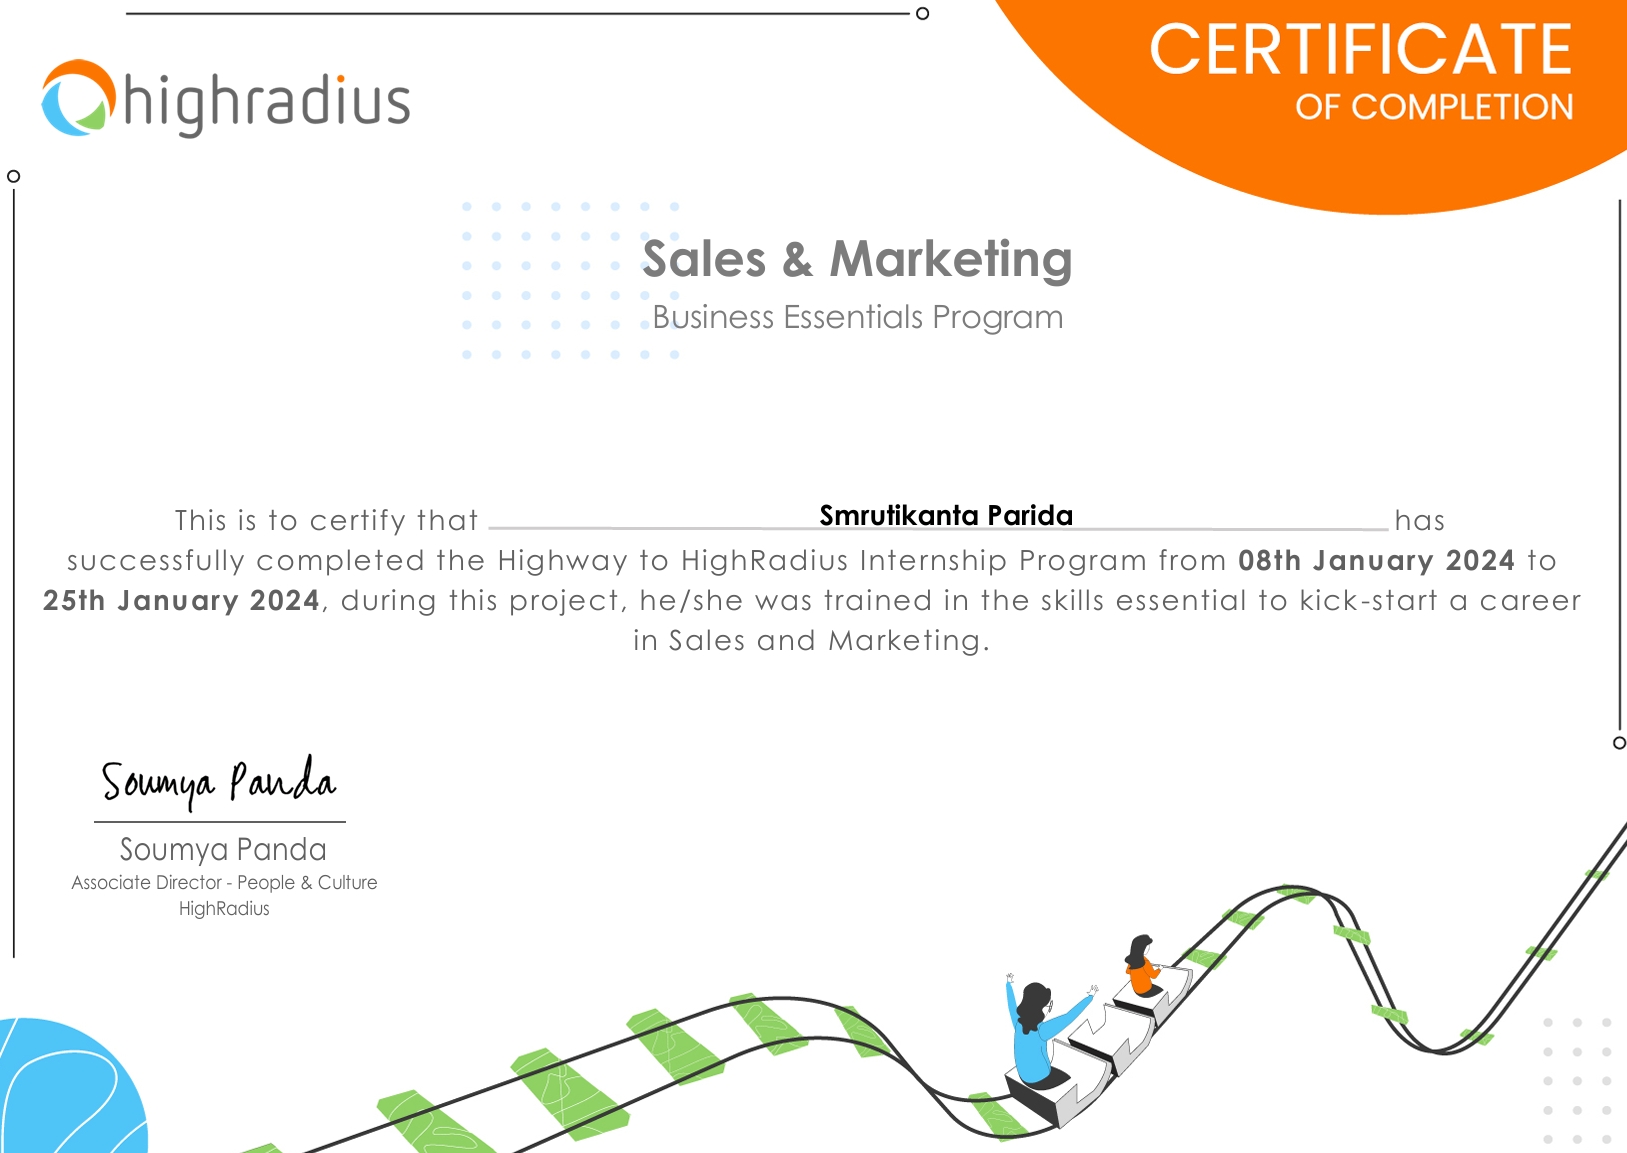 highradius
CERTIFICATE
OF COMPLETION
Sales & Marketing
Business Essentials Program
This is to certify that Smrutikanta Parida has
successfully completed the Highway to HighRadius Internship Program from 08th January 2024 to
25th January 2024, during this project, he/she was trained in the skills essential to kick-start a career
in Sales and Marketing.
Soumya Panda
Soumya Panda
Associate Director - People & Culture
HighRadius